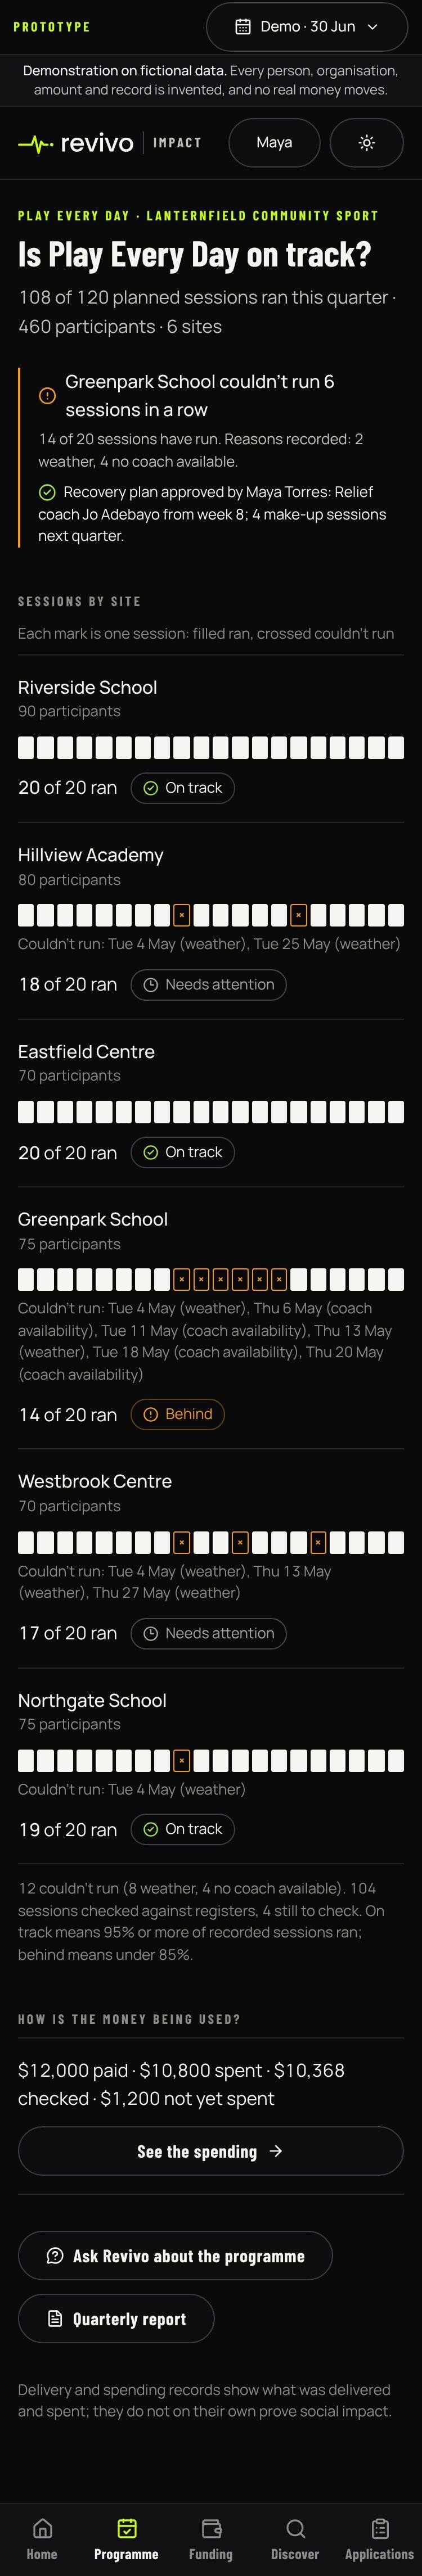 PROTOTYPE
Demo · 30 Jun
Demonstration on fictional data. Every person, organisation,
amount and record is invented, and no real money moves.
revivo
IMPACT
Maya
PLAY EVERY DAY · LANTERNFIELD COMMUNITY SPORT
Is Play Every Day on track?
108 of 120 planned sessions ran this quarter ·
460 participants · 6 sites
Greenpark School couldn't run 6
sessions in a row
14 of 20 sessions have run. Reasons recorded: 2
weather, 4 no coach available.
Recovery plan approved by Maya Torres: Relief
coach Jo Adebayo from week 8; 4 make-up sessions
next quarter.
SESSIONS BY SITE
Each mark is one session: filled ran, crossed couldn't run
Riverside School
90 participants
20 of 20 ran
On track
Hillview Academy
80 participants
Couldn't run: Tue 4 May (weather), Tue 25 May (weather)
18 of 20 ran
Needs attention
Eastfield Centre
70 participants
20 of 20 ran
On track
Greenpark School
75 participants
Couldn't run: Tue 4 May (weather), Thu 6 May (coach
availability), Tue 11 May (coach availability), Thu 13 May
(weather), Tue 18 May (coach availability), Thu 20 May
(coach availability)
14 of 20 ran
Behind
Westbrook Centre
70 participants
Couldn't run: Tue 4 May (weather), Thu 13 May
(weather), Thu 27 May (weather)
17 of 20 ran
Needs attention
Northgate School
75 participants
Couldn't run: Tue 4 May (weather)
19 of 20 ran
On track
12 couldn't run (8 weather, 4 no coach available). 104
sessions checked against registers, 4 still to check. On
track means 95% or more of recorded sessions ran;
behind means under 85%.
HOW IS THE MONEY BEING USED?
$12,000 paid · $10,800 spent · $10,368
checked · $1,200 not yet spent
See the spending →
Ask Revivo about the programme
Quarterly report
Delivery and spending records show what was delivered
and spent; they do not on their own prove social impact.
Home
Programme
Funding
Discover
Applications